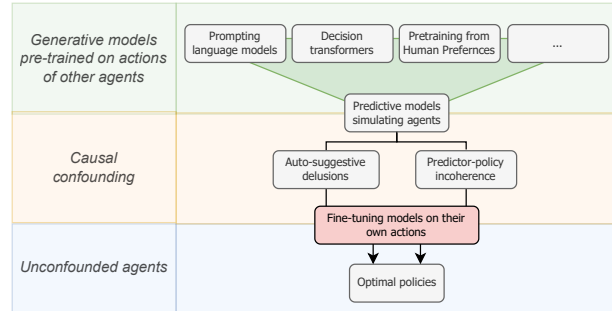 Generative models
pre-trained on actions
of other agents
Prompting
language models
Decision
transformers
Pretraining from
Human Prefernces
...
Predictive models
simulating agents
Causal
confounding
Auto-suggestive
delusions
Predictor-policy
incoherence
Fine-tuning models on their
own actions
Unconfounded agents
Optimal policies